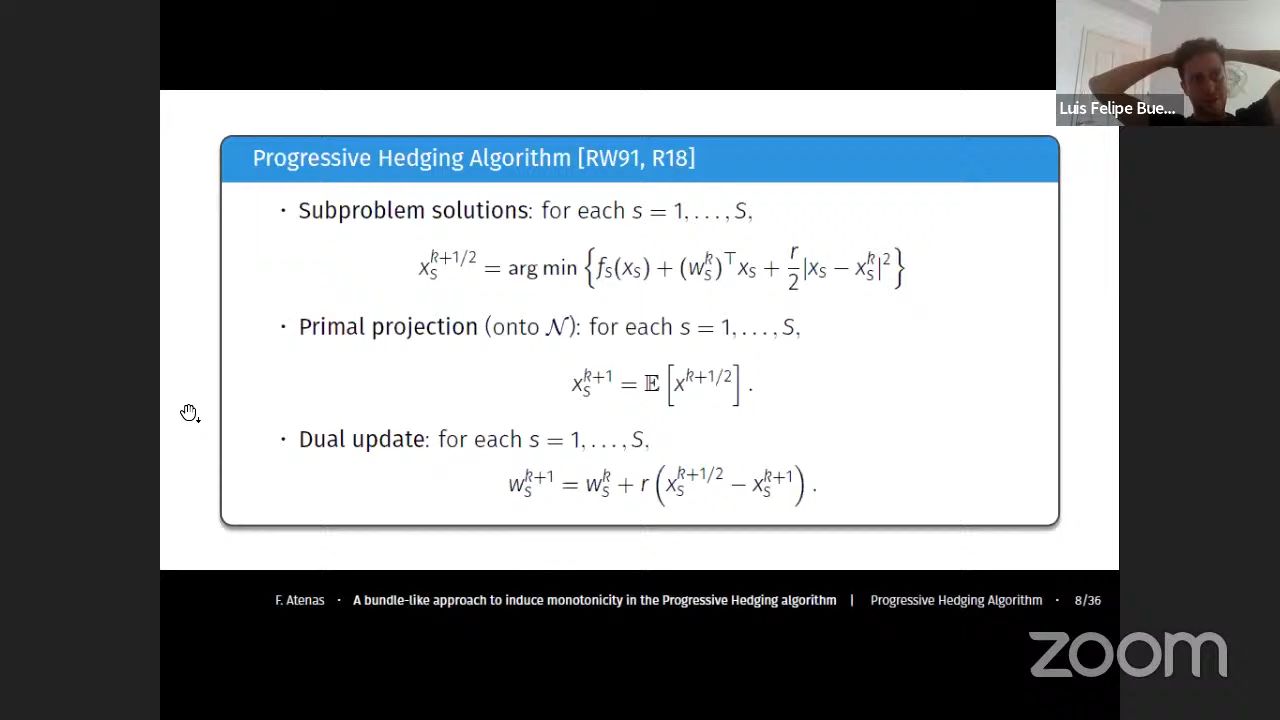 Luis Felipe Bue...
Progressive Hedging Algorithm [RW91, R18]
· Subproblem solutions: for each s = 1, . . . , S,
x_s^{k+1/2} = arg min { f_s(x_s) + (w_s^k)^⊤ x_s + r/2 |x_s − x_s^k|^2 }
· Primal projection (onto 𝒩): for each s = 1, . . . , S,
x_s^{k+1} = 𝔼 [ x^{k+1/2} ] .
· Dual update: for each s = 1, . . . , S,
w_s^{k+1} = w_s^k + r ( x_s^{k+1/2} − x_s^{k+1} ) .
F. Atenas · A bundle-like approach to induce monotonicity in the Progressive Hedging algorithm | Progressive Hedging Algorithm · 8/36
zoom